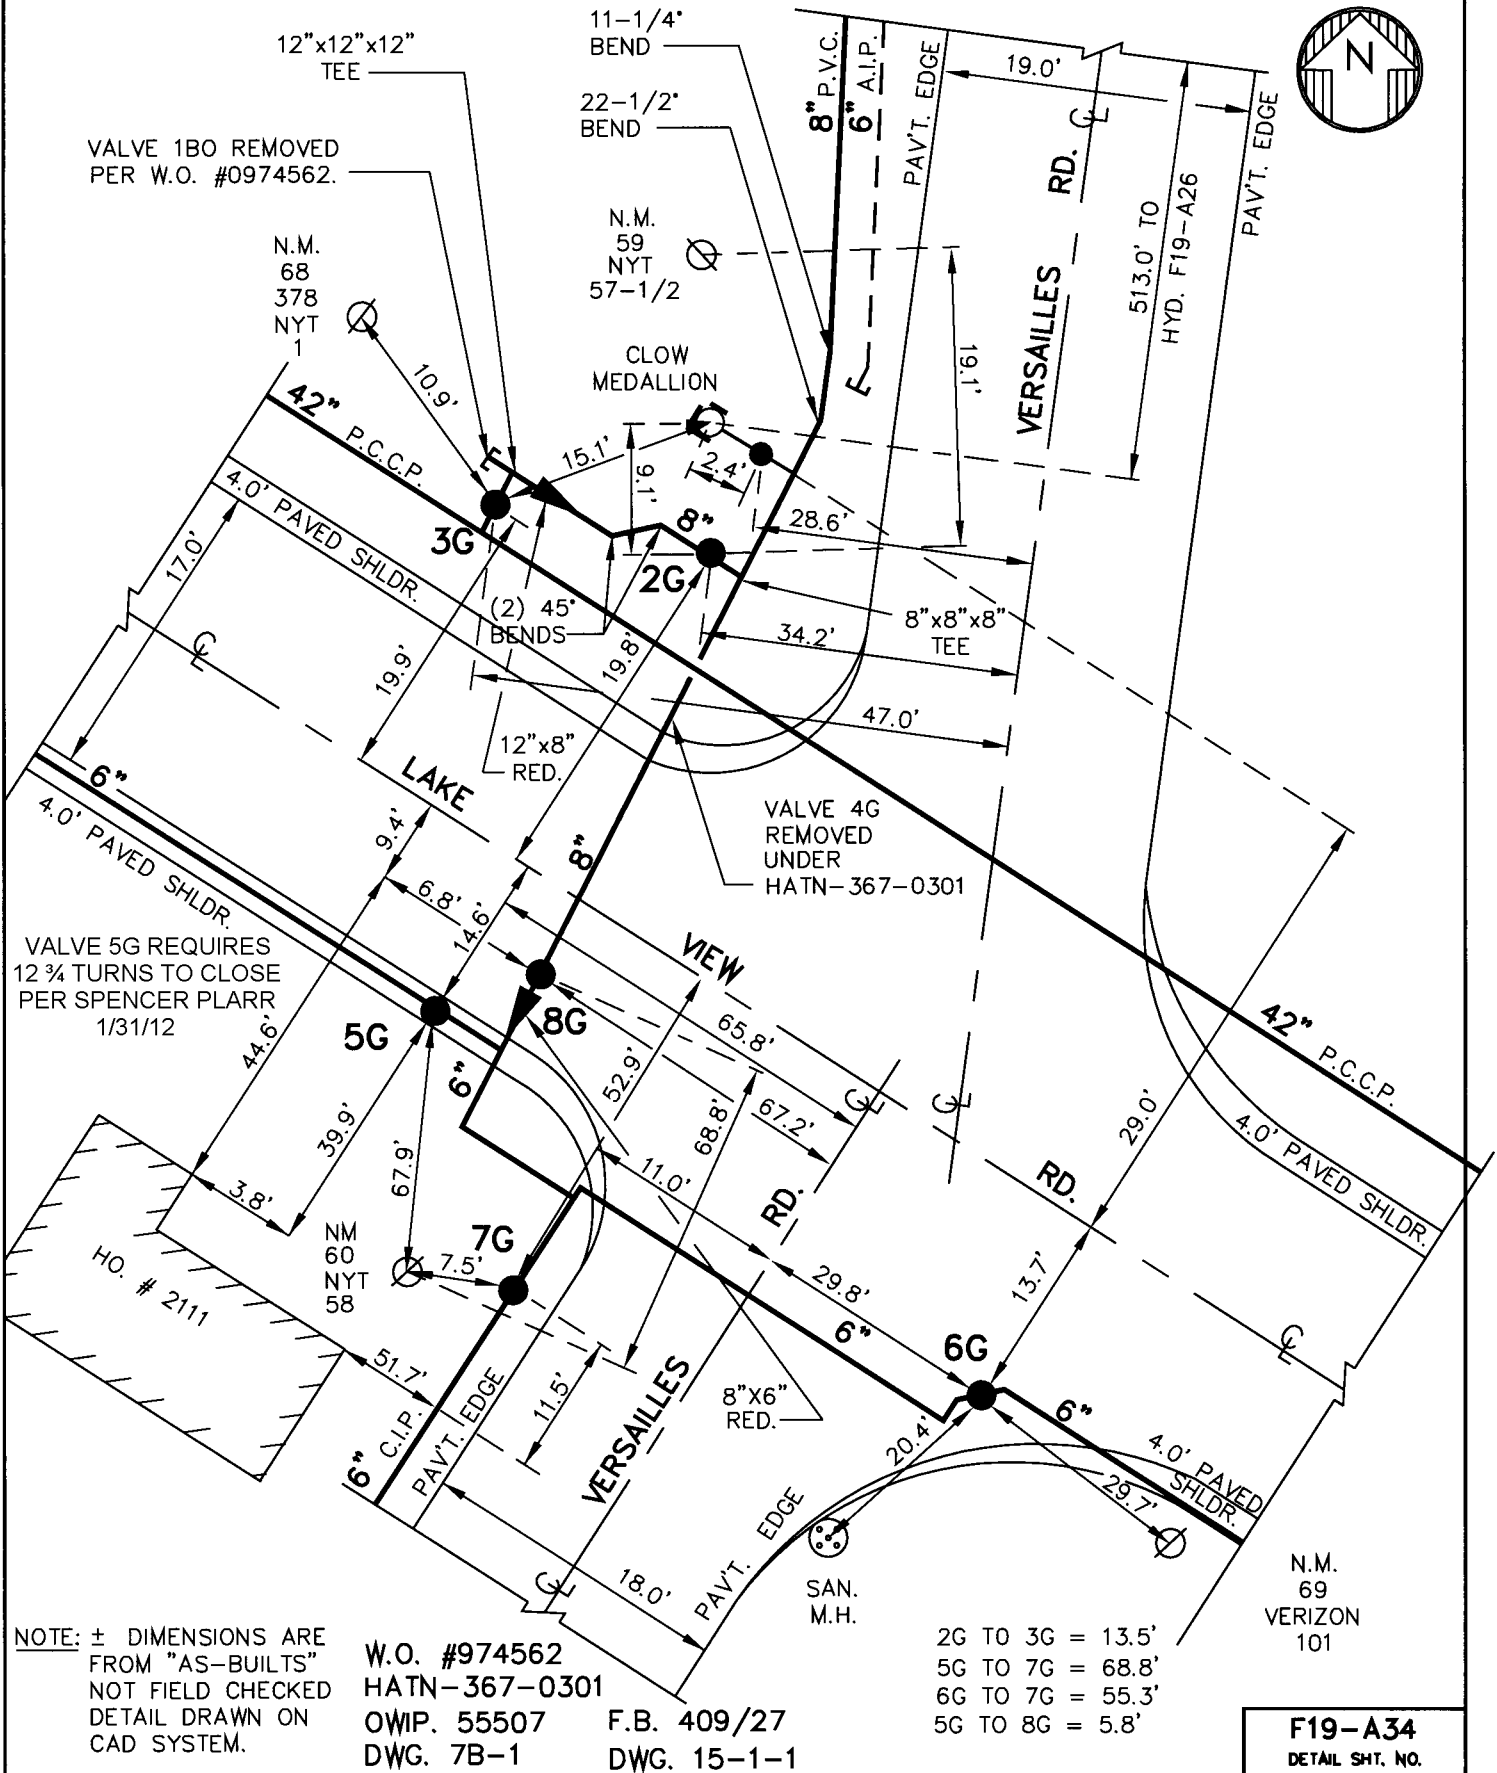 11-1/4°
BEND
12"x12"x12"
TEE
22-1/2°
BEND
VALVE 1BO REMOVED
PER W.O. #0974562.
8" P.V.C.
6" A.I.P.
PAV'T. EDGE
19.0'
CL
VERSAILLES RD.
513.0' TO
HYD. F19-A26
PAV'T. EDGE
N
N.M.
68
378
NYT
1
N.M.
59
NYT
57-1/2
CLOW
MEDALLION
10.9'
19.1'
42"
P.C.C.P.
15.1'
9.1'
2.4'
4.0' PAVED SHLDR.
3G
8"
28.6'
17.0'
2G
(2) 45°
BENDS
8"x8"x8"
TEE
34.2'
CL
19.9'
19.8'
47.0'
12"x8"
RED.
LAKE
6"
4.0' PAVED SHLDR.
9.4'
8"
VALVE 4G
REMOVED
UNDER
HATN-367-0301
6.8'
14.6'
VIEW
VALVE 5G REQUIRES
12 ¾ TURNS TO CLOSE
PER SPENCER PLARR
1/31/12
5G
8G
65.8'
42"
P.C.C.P.
44.6'
6"
52.9'
68.8'
67.2'
CL
CL
29.0'
4.0' PAVED SHLDR.
39.9'
67.9'
11.0'
RD.
RD.
3.8'
NM
60
NYT
58
7G
7.5'
HO. # 2111
29.8'
13.7'
6"
6G
CL
51.7'
11.5'
8"X6"
RED.
6"
6" C.I.P.
PAV'T. EDGE
VERSAILLES
20.4'
4.0' PAVED
SHLDR.
29.7'
PAV'T. EDGE
CL
18.0'
SAN.
M.H.
N.M.
69
VERIZON
101
NOTE: ± DIMENSIONS ARE
FROM "AS-BUILTS"
NOT FIELD CHECKED
DETAIL DRAWN ON
CAD SYSTEM.
W.O. #974562
HATN-367-0301
OWIP. 55507
DWG. 7B-1
F.B. 409/27
DWG. 15-1-1
2G TO 3G = 13.5'
5G TO 7G = 68.8'
6G TO 7G = 55.3'
5G TO 8G = 5.8'
F19-A34
DETAIL SHT. NO.